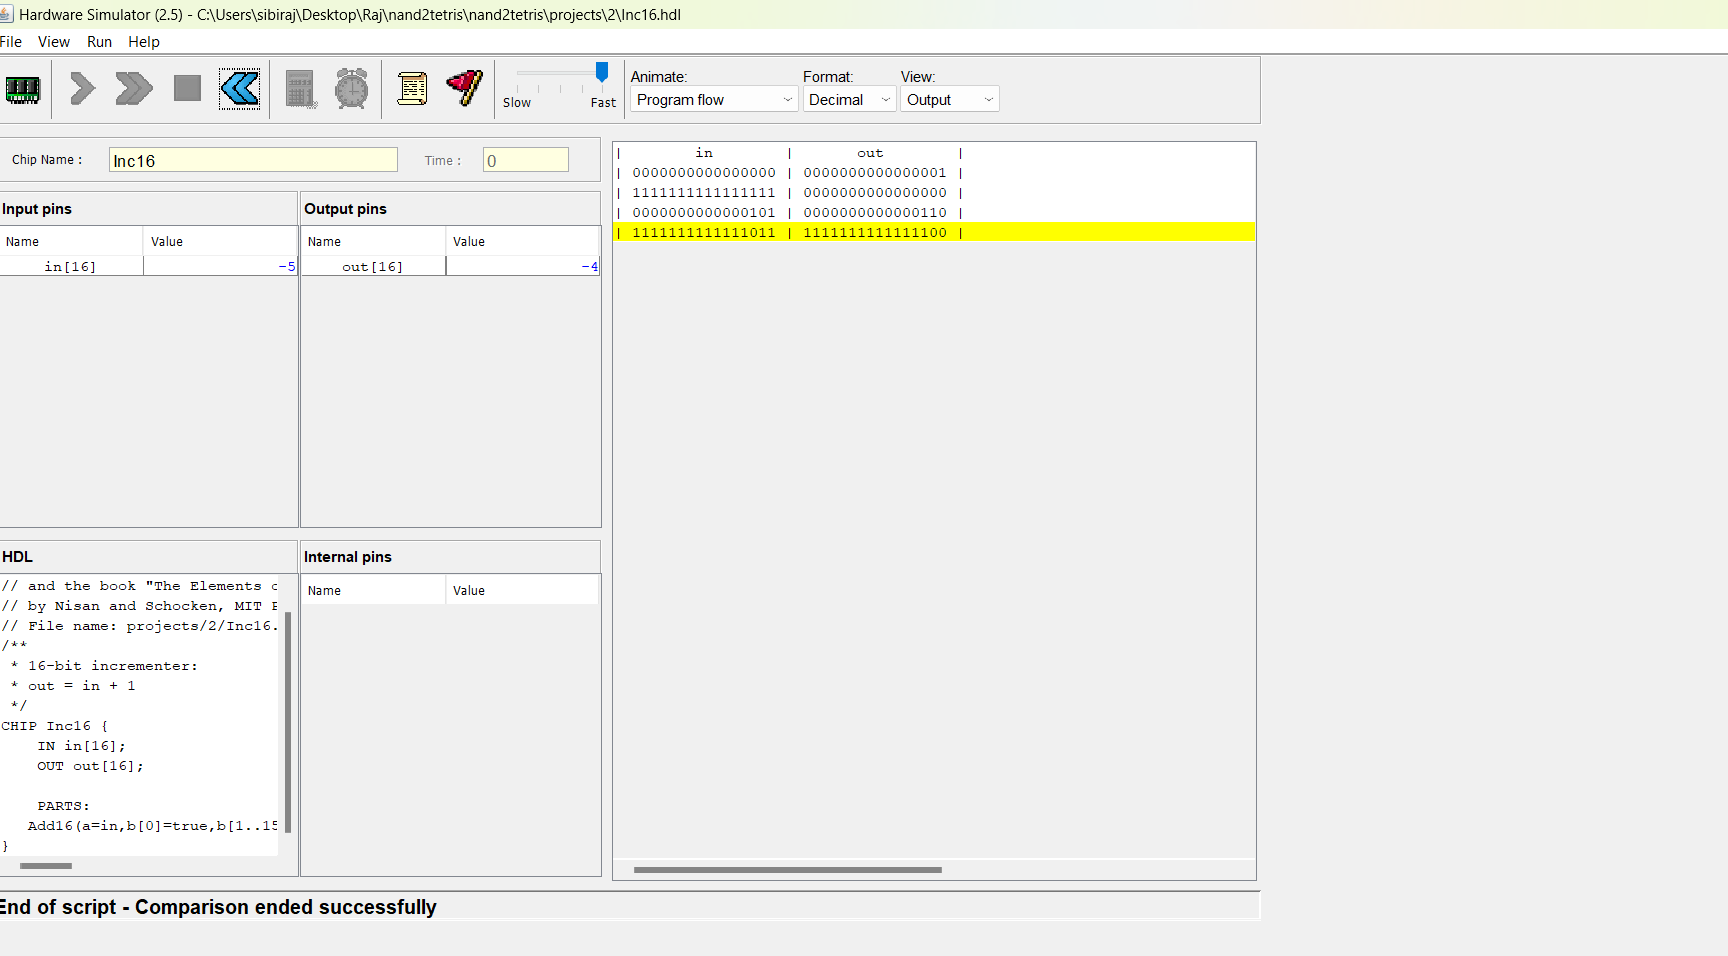 Hardware Simulator (2.5) - C:\Users\sibiraj\Desktop\Raj\nand2tetris\nand2tetris\projects\2\Inc16.hdl
File View Run Help
Slow Fast
Animate: Format: View:
Program flow Decimal Output
Chip Name : Inc16 Time : 0
Input pins
Name Value
in[16] -5
Output pins
Name Value
out[16] -4
HDL
// and the book "The Elements o
// by Nisan and Schocken, MIT P
// File name: projects/2/Inc16.
/**
 * 16-bit incrementer:
 * out = in + 1
 */
CHIP Inc16 {
    IN in[16];
    OUT out[16];
    PARTS:
   Add16(a=in,b[0]=true,b[1..15
}
Internal pins
Name Value
| in | out |
| 0000000000000000 | 0000000000000001 |
| 1111111111111111 | 0000000000000000 |
| 0000000000000101 | 0000000000000110 |
| 1111111111111011 | 1111111111111100 |
End of script - Comparison ended successfully